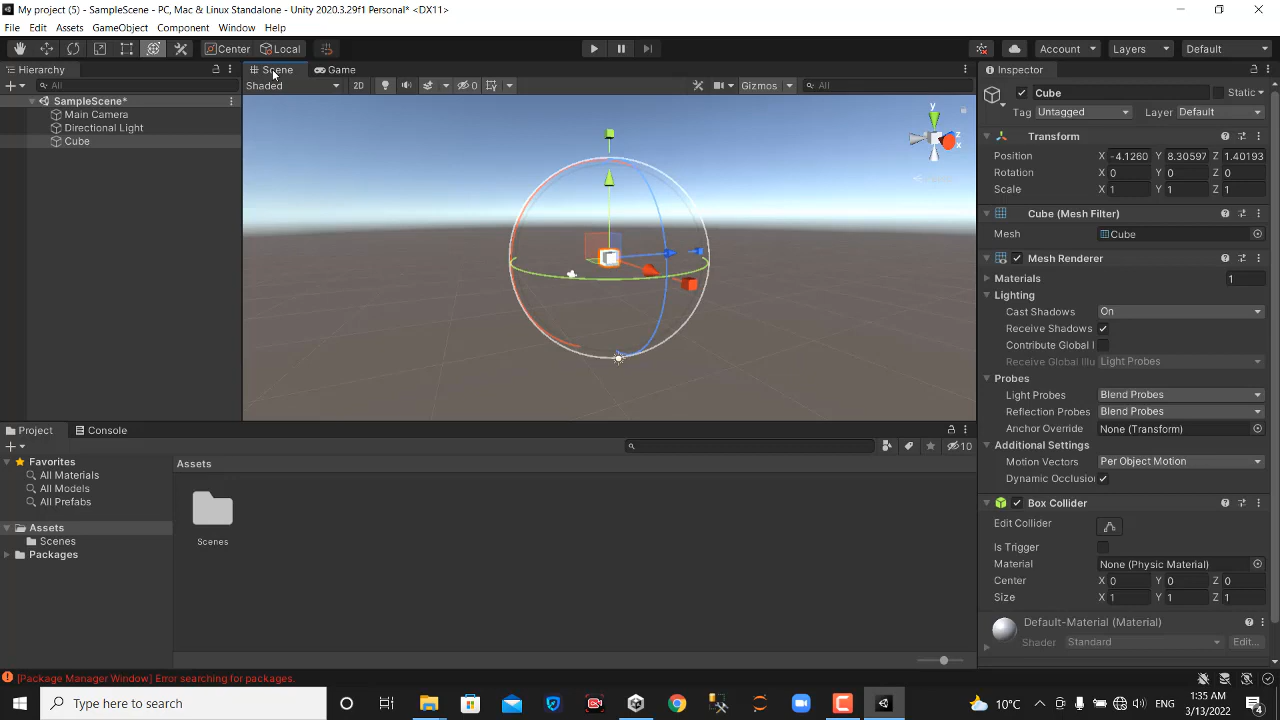 My project (5) - SampleScene - PC, Mac & Linux Standalone - Unity 2020.3.29f1 Personal* <DX11>
File Edit Assets GameObject Component Window Help
Center Local Account Layers Default
Hierarchy
All
SampleScene*
Main Camera
Directional Light
Cube
Scene Game
Shaded 2D 0 Gizmos All
y
z
x
Inspector
Cube Static
Tag Untagged Layer Default
Transform
Position X -4.1260 Y 8.30597 Z 1.40193
Rotation X 0 Y 0 Z 0
Scale X 1 Y 1 Z 1
Cube (Mesh Filter)
Mesh Cube
Mesh Renderer
Materials 1
Lighting
Cast Shadows On
Receive Shadows
Contribute Global I
Receive Global Illu Light Probes
Probes
Light Probes Blend Probes
Reflection Probes Blend Probes
Anchor Override None (Transform)
Additional Settings
Motion Vectors Per Object Motion
Dynamic Occlusion
Box Collider
Edit Collider
Is Trigger
Material None (Physic Material)
Center X 0 Y 0 Z 0
Size X 1 Y 1 Z 1
Default-Material (Material)
Shader Standard Edit...
Project Console
10
Favorites
All Materials
All Models
All Prefabs
Assets
Scenes
Packages
Assets
Scenes
[Package Manager Window] Error searching for packages.
Type here to search
10°C
1:35 AM
3/13/2022